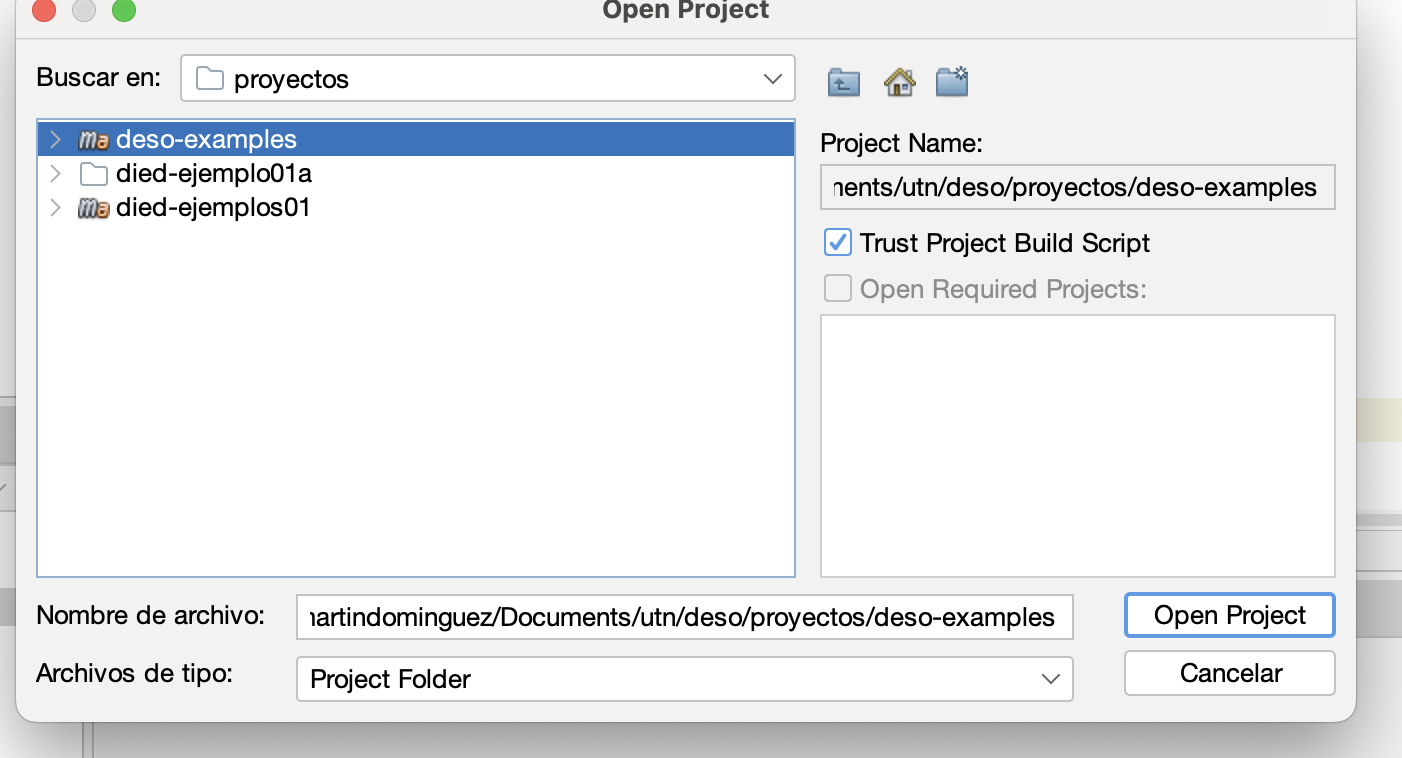 Open Project
Buscar en: proyectos
deso-examples
died-ejemplo01a
died-ejemplos01
Project Name:
nents/utn/deso/proyectos/deso-examples
Trust Project Build Script
Open Required Projects:
Nombre de archivo: artindominguez/Documents/utn/deso/proyectos/deso-examples
Open Project
Archivos de tipo: Project Folder
Cancelar